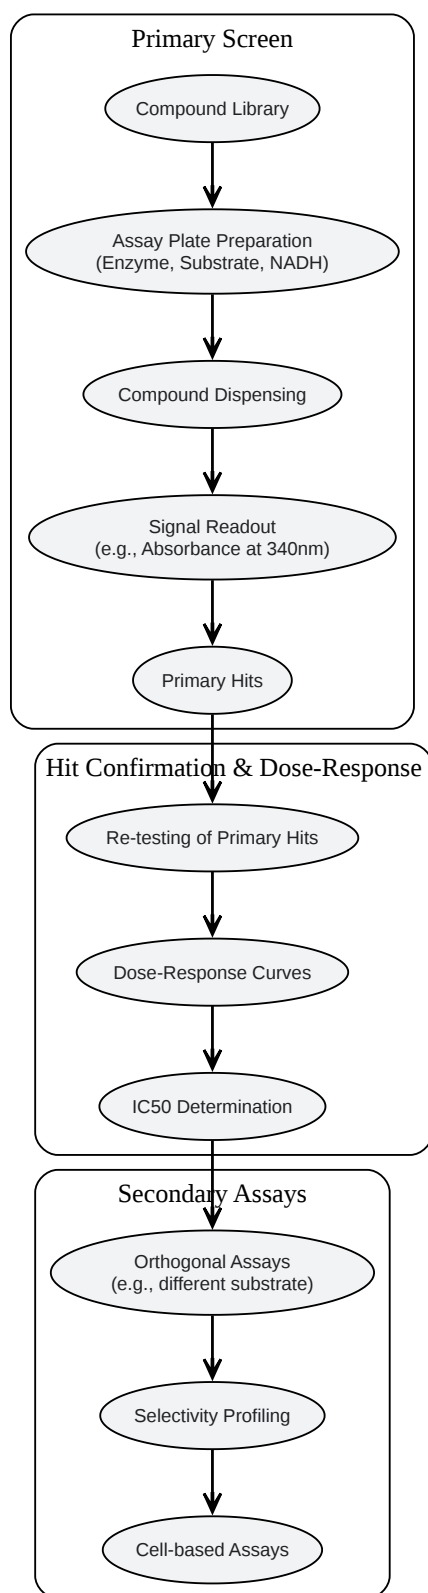 Primary Screen
Compound Library
Assay Plate Preparation
(Enzyme, Substrate, NADH)
Compound Dispensing
Signal Readout
(e.g., Absorbance at 340nm)
Primary Hits
Hit Confirmation & Dose-Response
Re-testing of Primary Hits
Dose-Response Curves
IC50 Determination
Secondary Assays
Orthogonal Assays
(e.g., different substrate)
Selectivity Profiling
Cell-based Assays